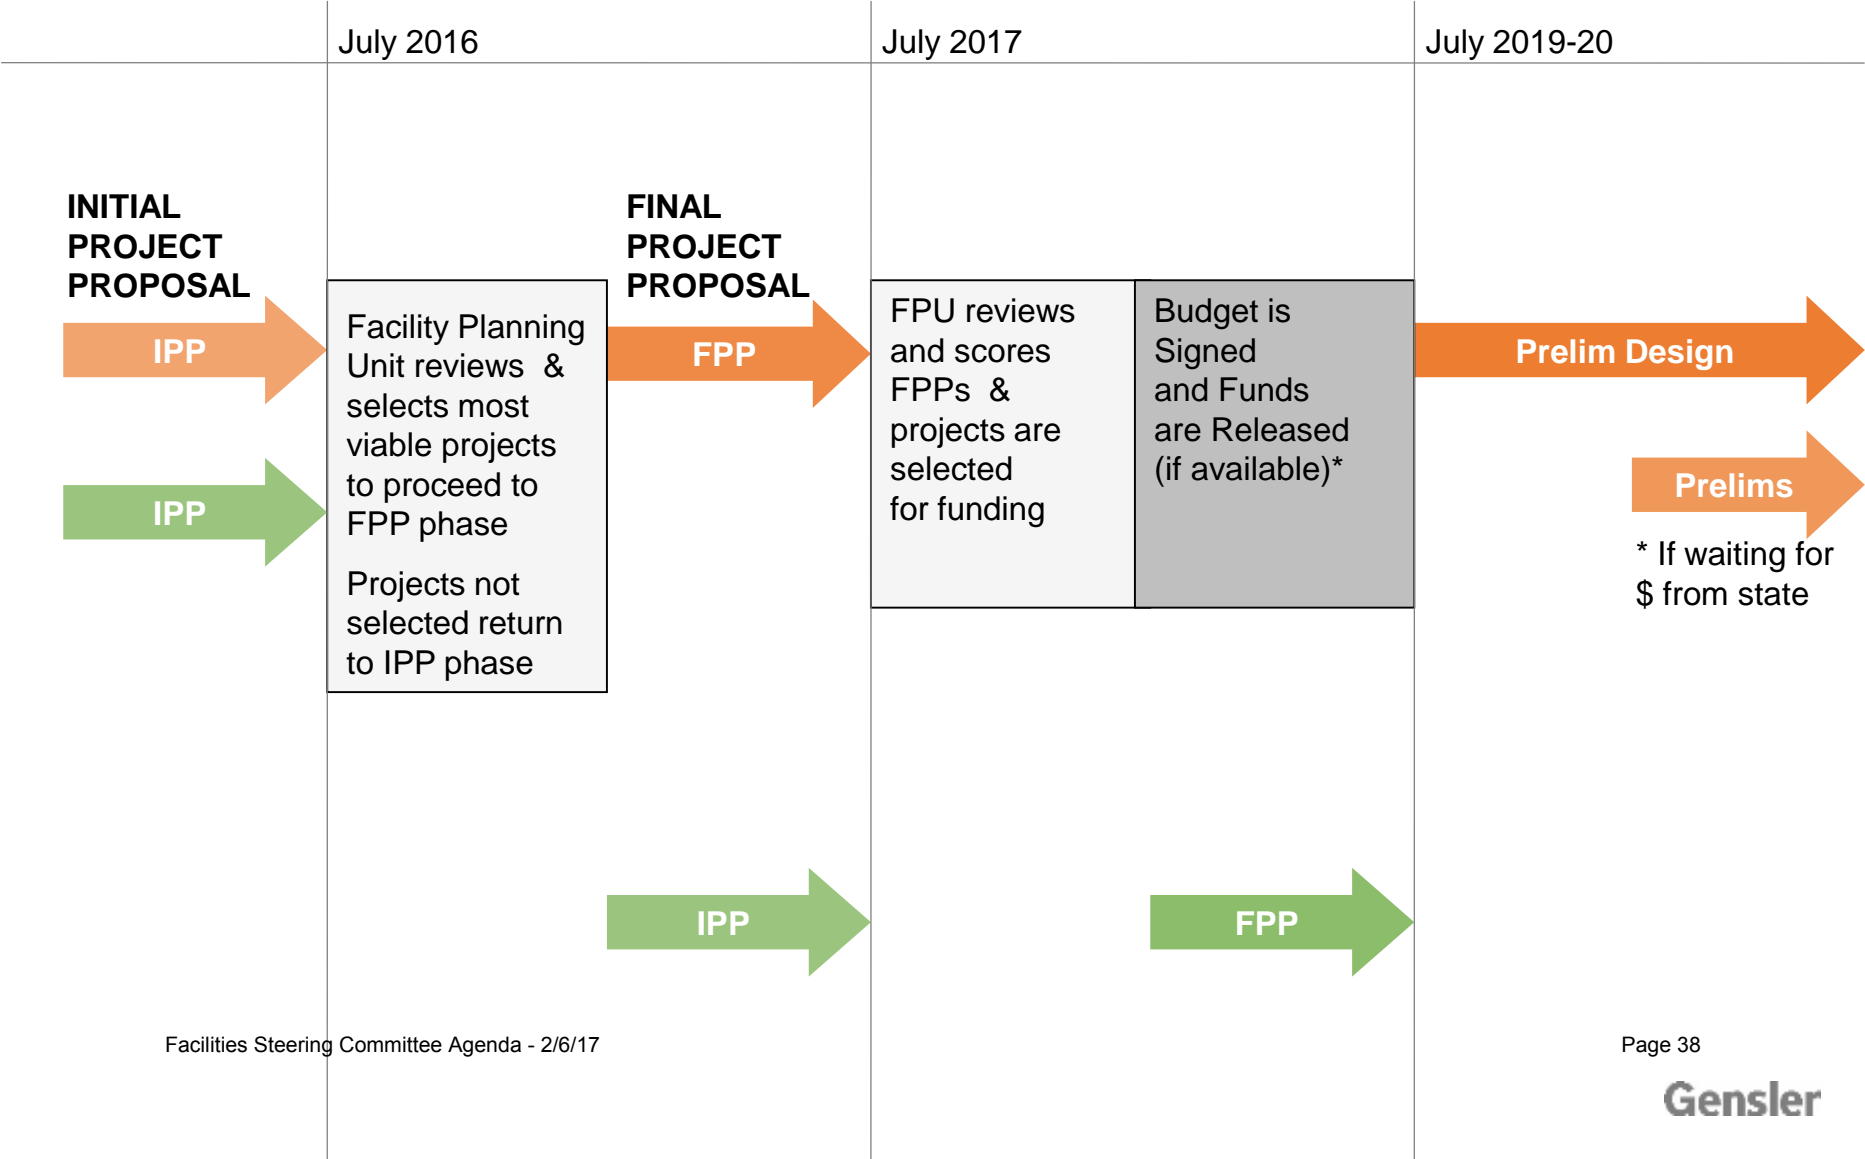 July 2016
July 2017
July 2019-20
INITIAL
PROJECT
PROPOSAL
IPP
IPP
Facility Planning
Unit reviews &
selects most
viable projects
to proceed to
FPP phase
Projects not
selected return
to IPP phase
FINAL
PROJECT
PROPOSAL
FPP
FPU reviews
and scores
FPPs &
projects are
selected
for funding
Budget is
Signed
and Funds
are Released
(if available)*
Prelim Design
Prelims
* If waiting for
$ from state
IPP
FPP
Facilities Steering Committee Agenda - 2/6/17
Page 38
Gensler